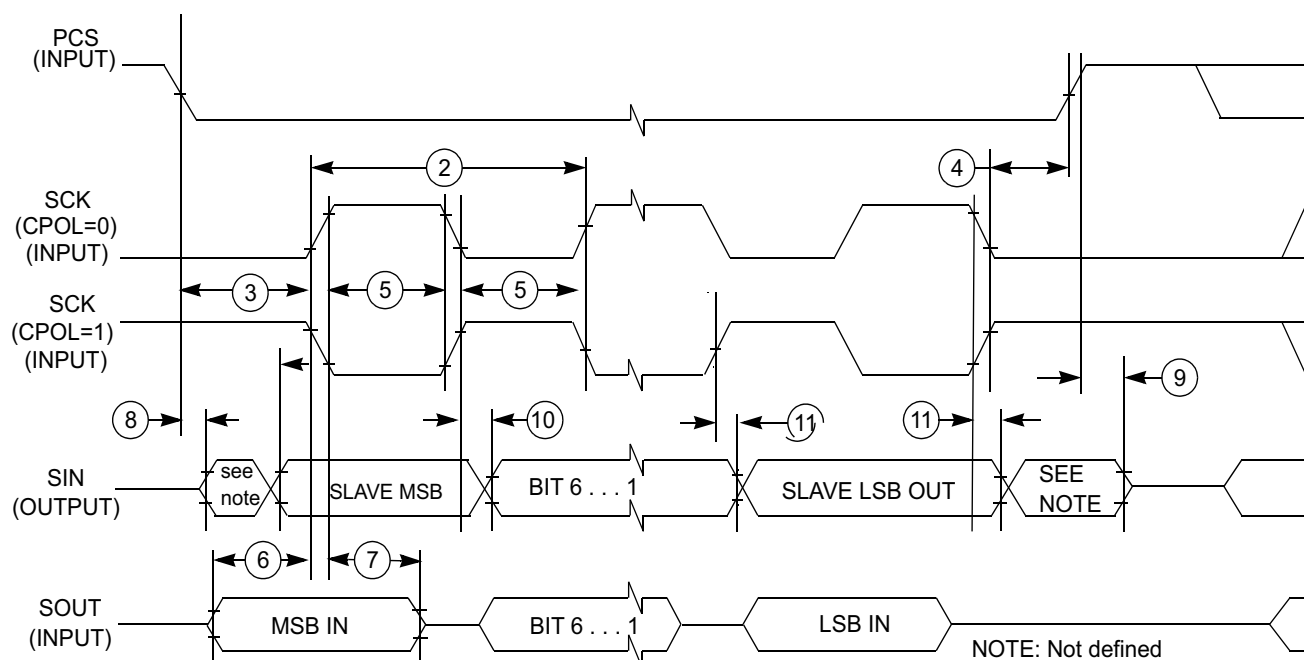 PCS
(INPUT)
2
4
SCK
(CPOL=0)
(INPUT)
3
5
5
SCK
(CPOL=1)
(INPUT)
9
8
10
11
11
SIN
(OUTPUT)
see
note
SLAVE MSB
BIT 6 . . . 1
SLAVE LSB OUT
SEE
NOTE
6
7
SOUT
(INPUT)
MSB IN
BIT 6 . . . 1
LSB IN
NOTE: Not defined